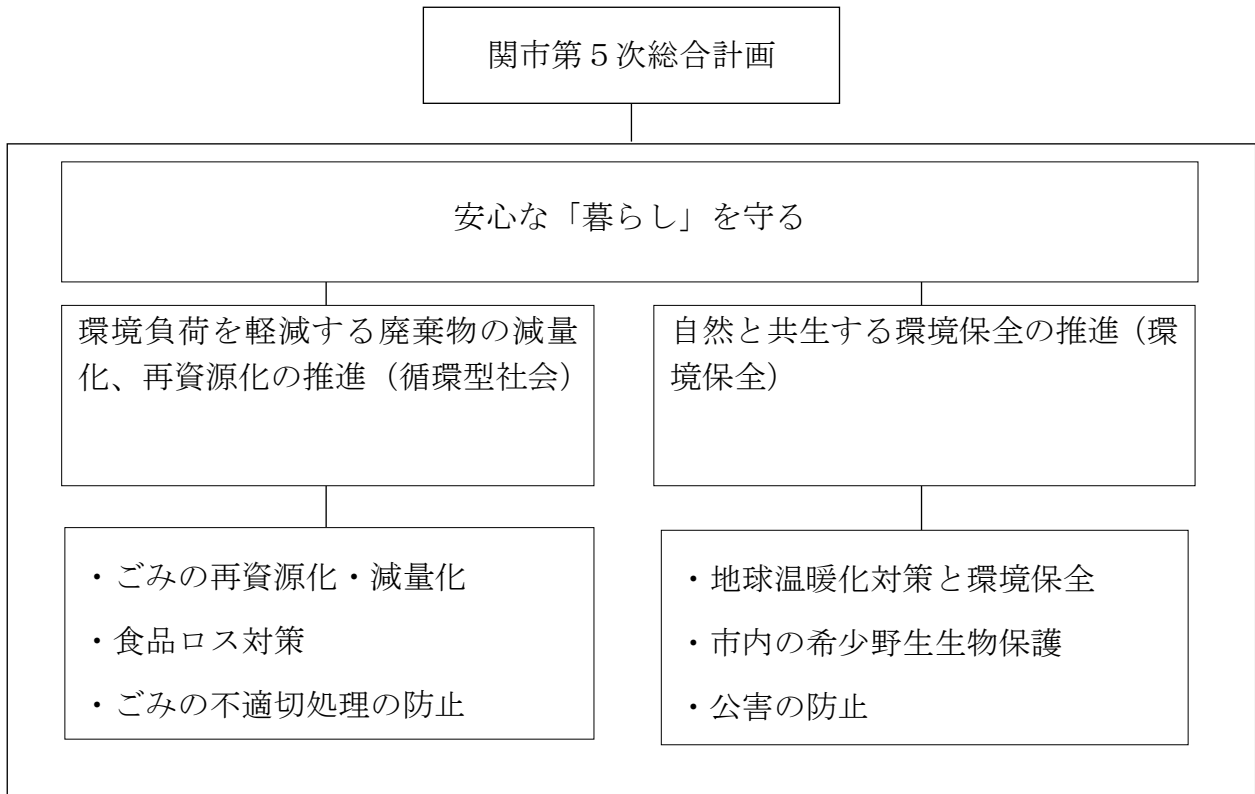 関市第５次総合計画
安心な「暮らし」を守る
環境負荷を軽減する廃棄物の減量
化、再資源化の推進（循環型社会）
自然と共生する環境保全の推進（環
境保全）
・ごみの再資源化・減量化
・食品ロス対策
・ごみの不適切処理の防止
・地球温暖化対策と環境保全
・市内の希少野生生物保護
・公害の防止